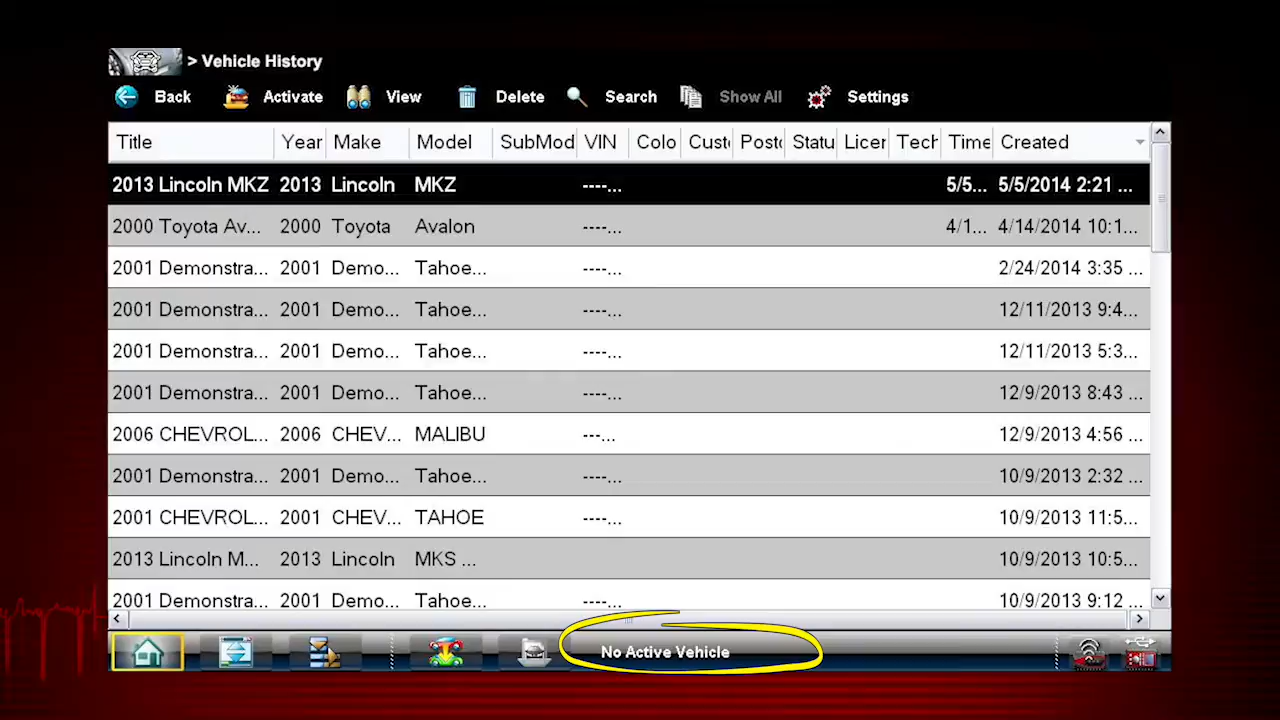 > Vehicle History
Back Activate View Delete Search Show All Settings
Title Year Make Model SubMod VIN Colo Custo Posto Statu Licer Tech Time Created
2013 Lincoln MKZ 2013 Lincoln MKZ ----... 5/5... 5/5/2014 2:21 ...
2000 Toyota Av... 2000 Toyota Avalon ----... 4/1... 4/14/2014 10:1...
2001 Demonstra... 2001 Demo... Tahoe... ----... 2/24/2014 3:35 ...
2001 Demonstra... 2001 Demo... Tahoe... ----... 12/11/2013 9:4...
2001 Demonstra... 2001 Demo... Tahoe... ----... 12/11/2013 5:3...
2001 Demonstra... 2001 Demo... Tahoe... ----... 12/9/2013 8:43 ...
2006 CHEVROL... 2006 CHEV... MALIBU ---... 12/9/2013 4:56 ...
2001 Demonstra... 2001 Demo... Tahoe... ----... 10/9/2013 2:32 ...
2001 CHEVROL... 2001 CHEV... TAHOE ----... 10/9/2013 11:5...
2013 Lincoln M... 2013 Lincoln MKS ... 10/9/2013 10:5...
2001 Demonstra... 2001 Demo... Tahoe... ----... 10/9/2013 9:12 ...
No Active Vehicle